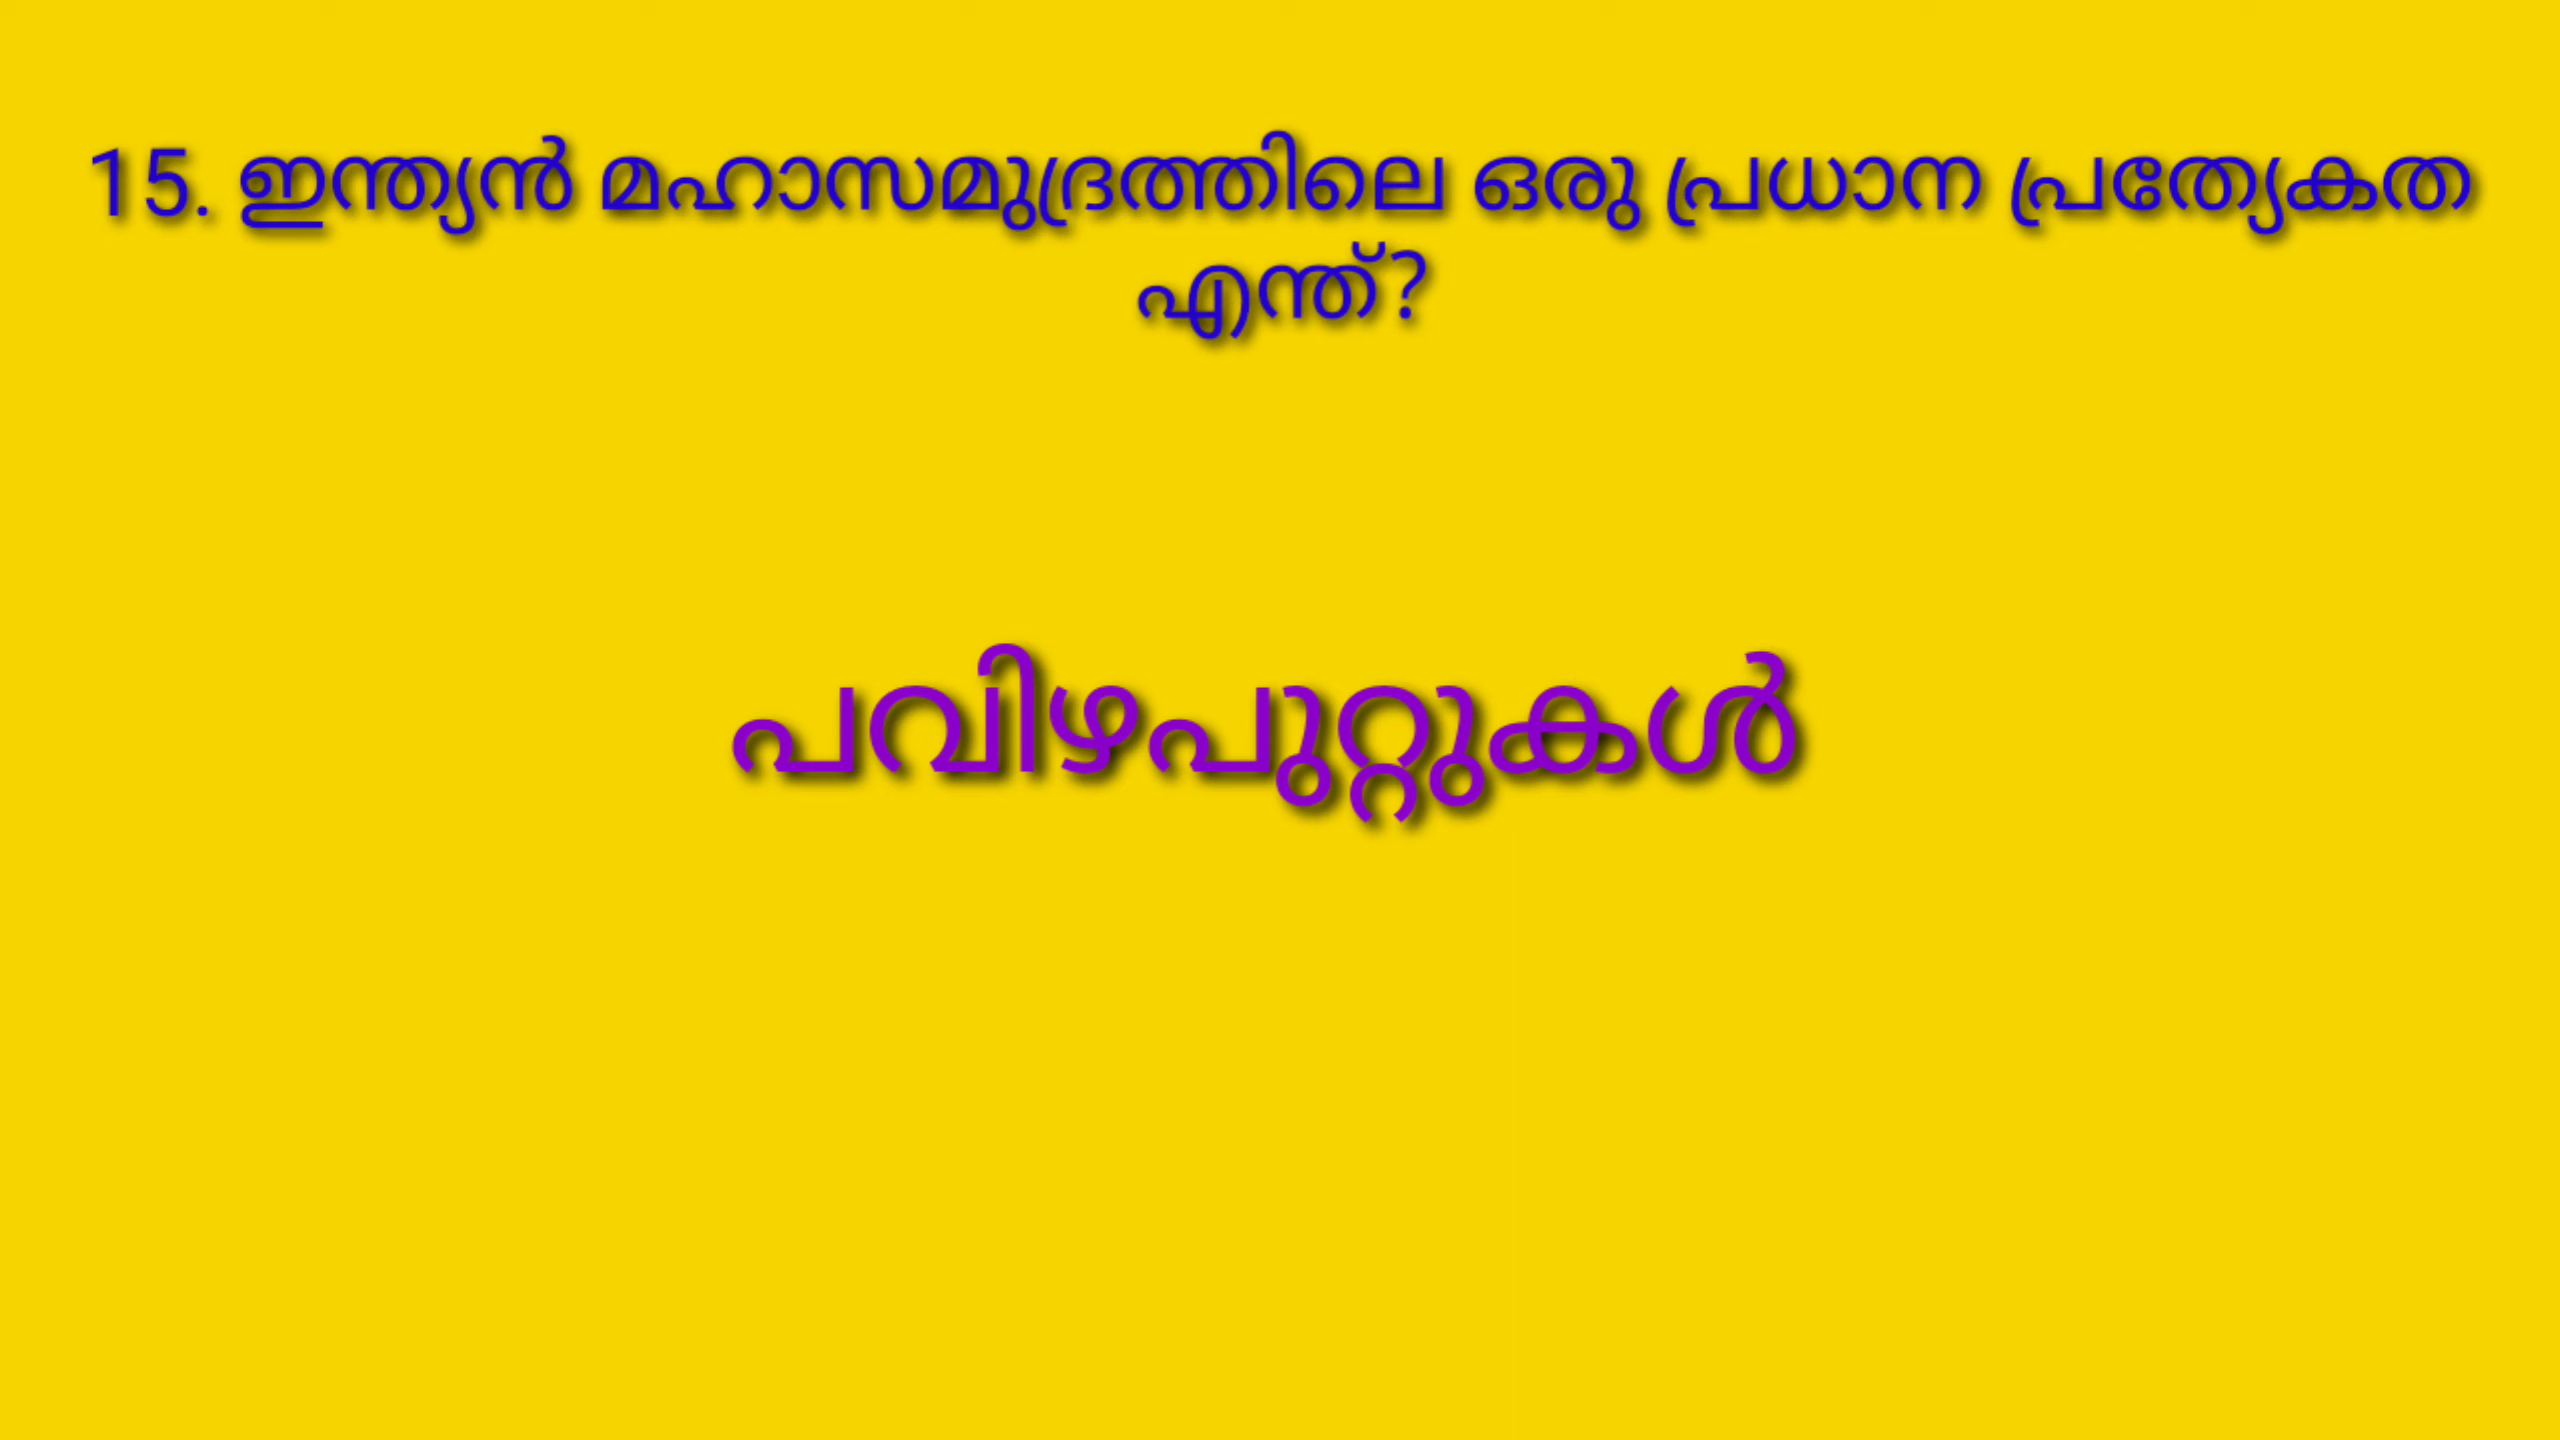 15. ഇന്ത്യൻ മഹാസമുദ്രത്തിലെ ഒരു പ്രധാന പ്രത്യേകത
എന്ത്?
പവിഴപുറ്റുകൾ